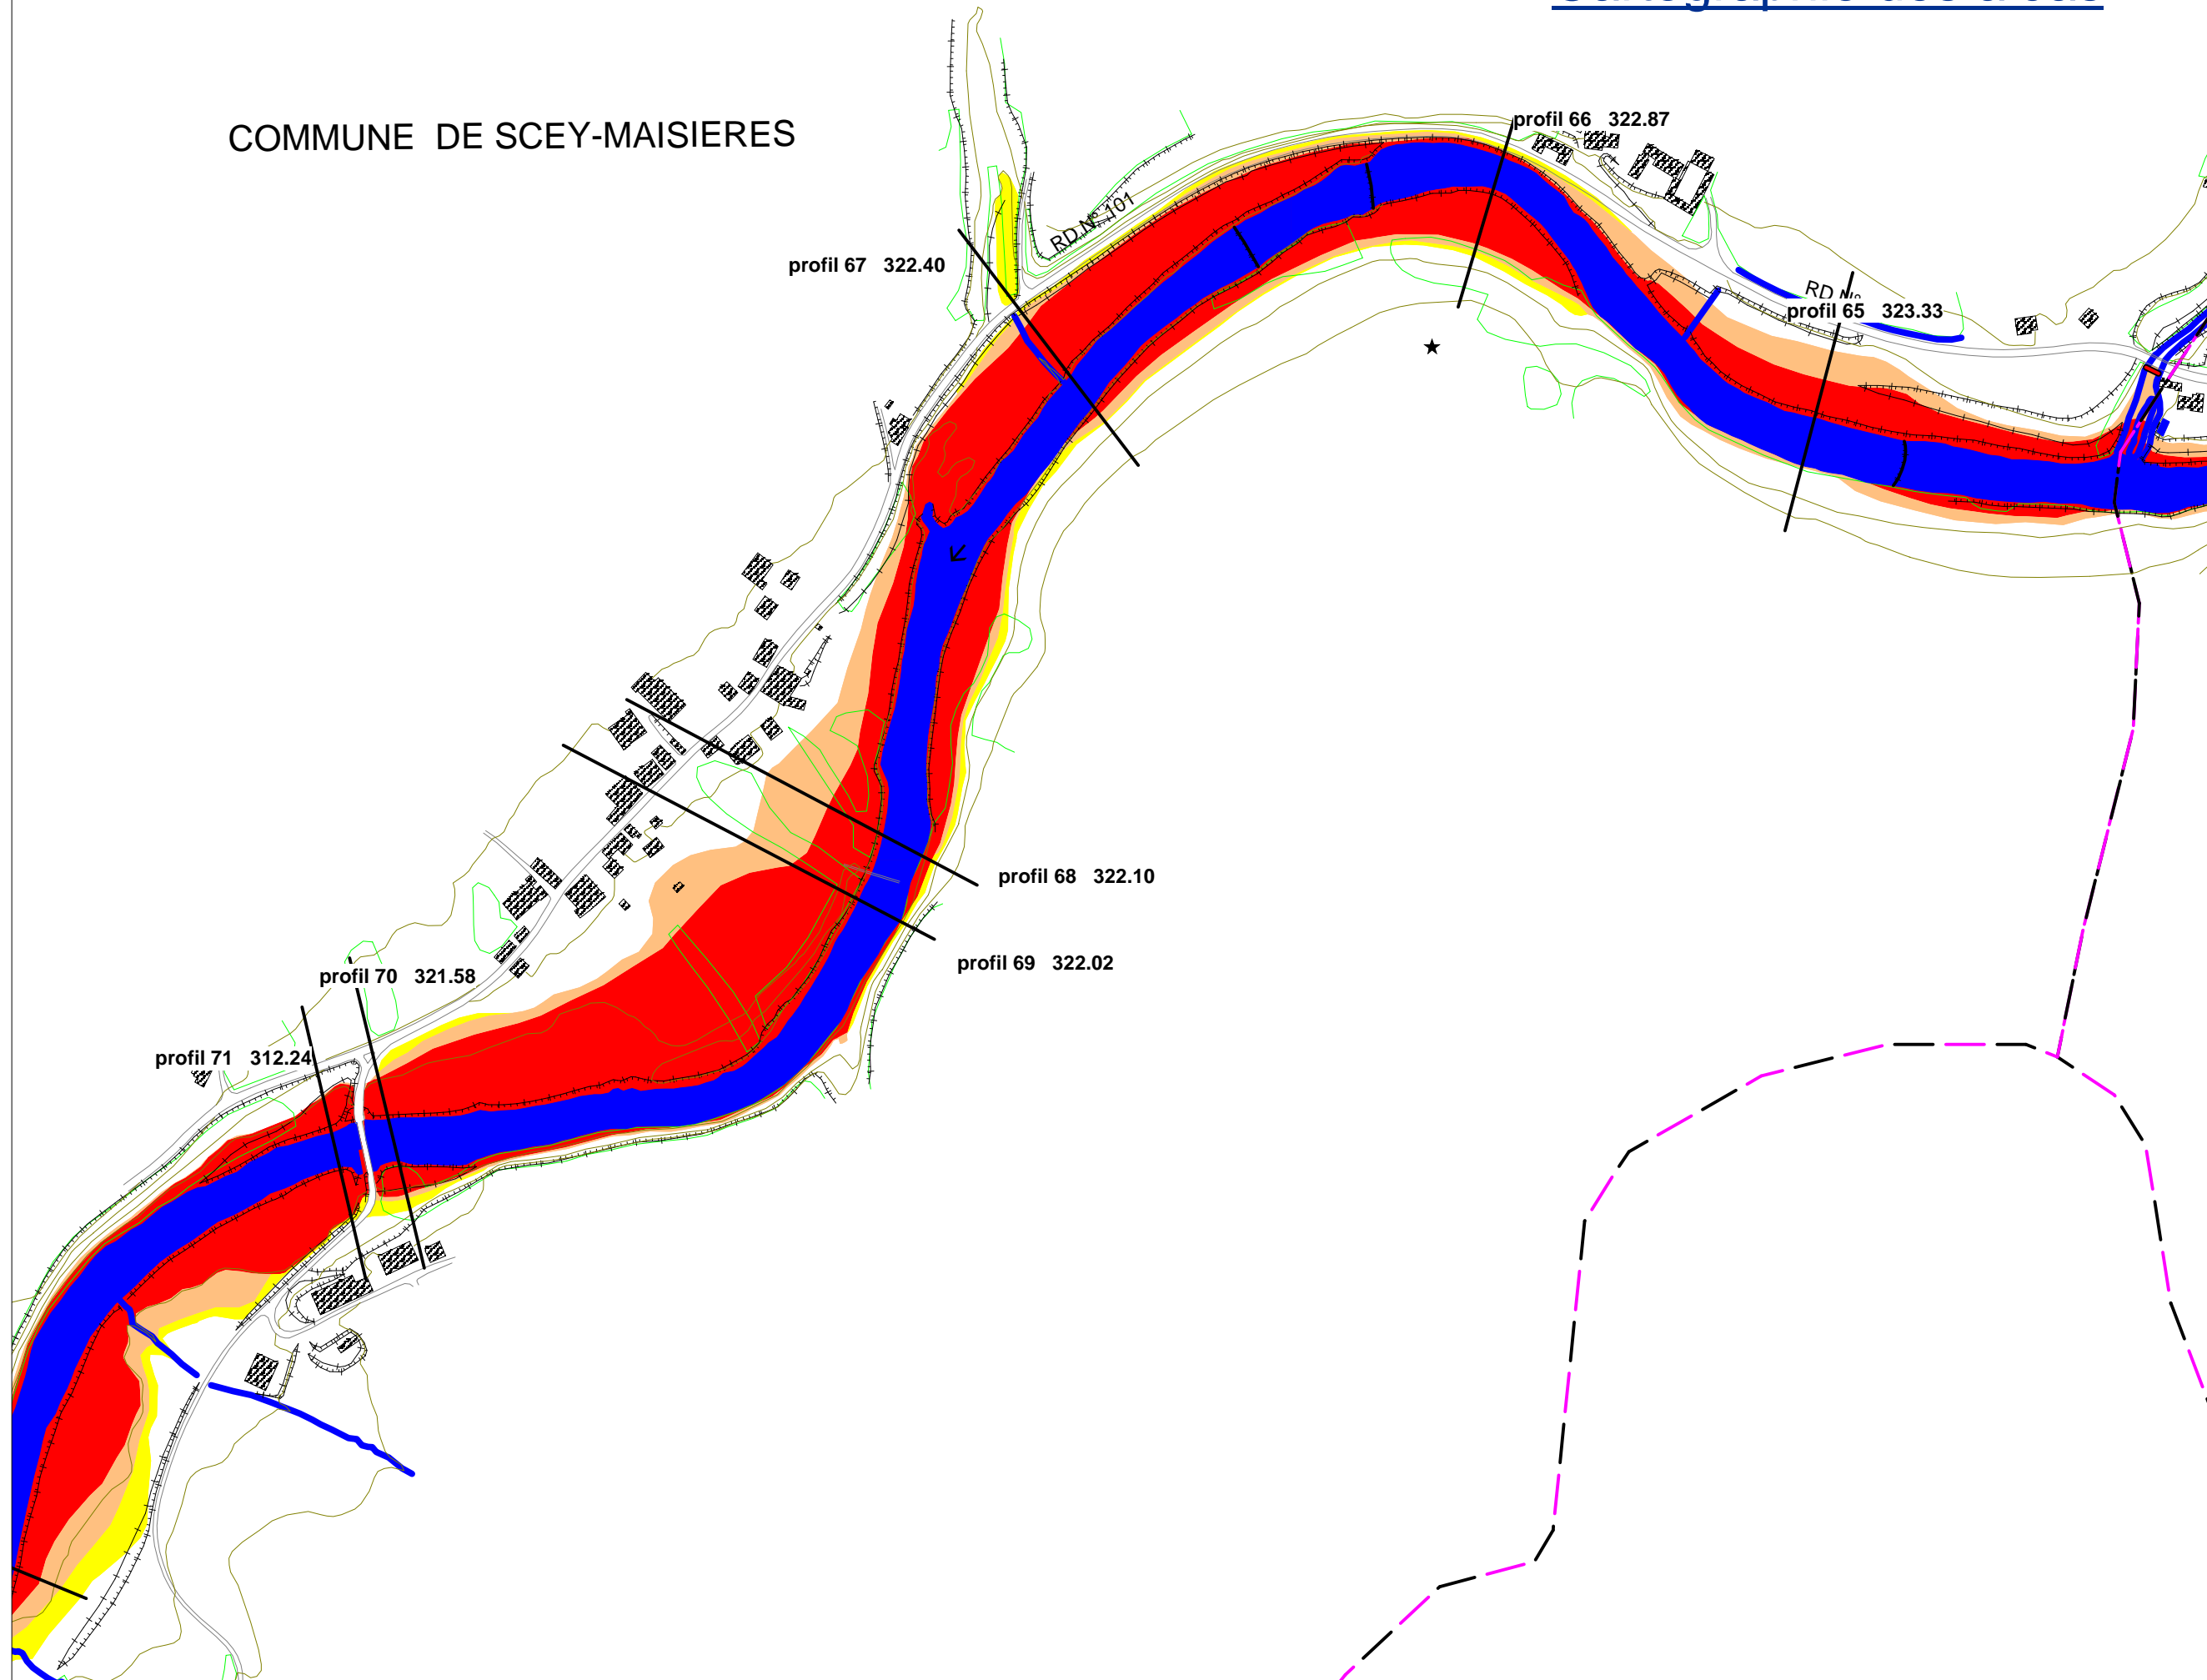 COMMUNE DE SCEY-MAISIERES
profil 66 322.87
RD N° 101
profil 67 322.40
RD N°
profil 65 323.33
profil 68 322.10
profil 69 322.02
profil 70 321.58
profil 71 312.24